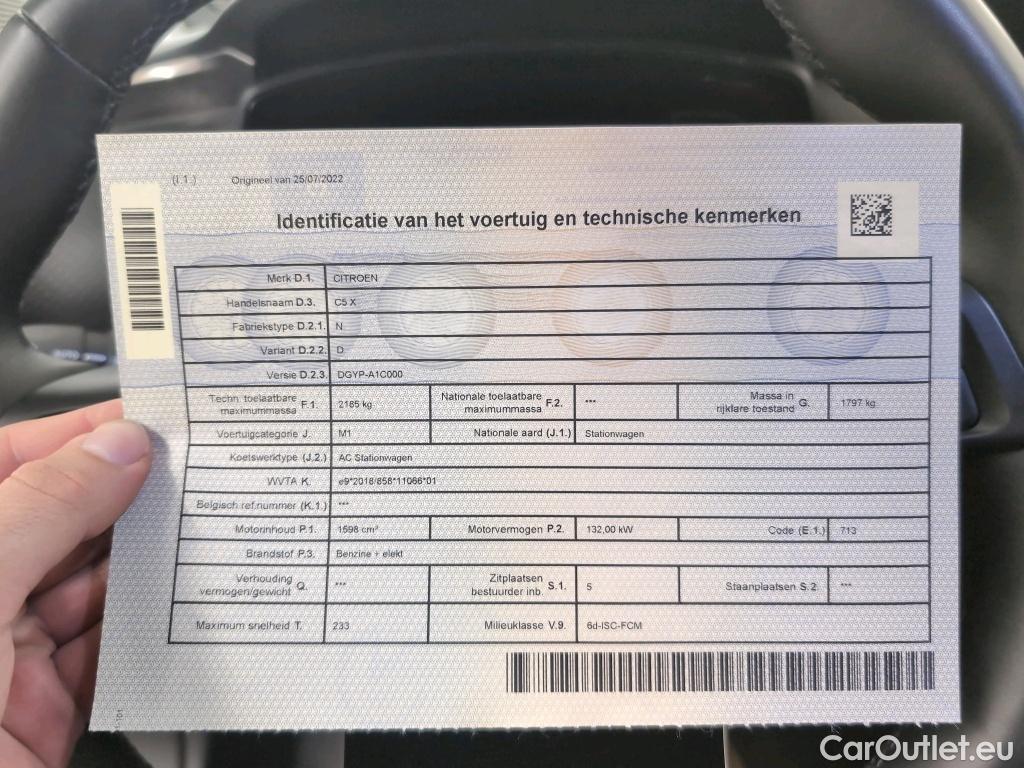 (I.1.) Origineel van 25/07/2022
Identificatie van het voertuig en technische kenmerken
Merk D.1. CITROEN
Handelsnaam D.3. C5 X
Fabriekstype D.2.1. N
Variant D.2.2. D
Versie D.2.3. DGYP-A1C000
Techn. toelaatbare maximummassa F.1. 2185 kg Nationale toelaatbare maximummassa F.2. *** Massa in rijklare toestand G. 1797 kg
Voertuigcategorie J. M1 Nationale aard (J.1.) Stationwagen
Koetswerktype (J.2.) AC Stationwagen
WVTA K. e9*2018/858*11066*01
Belgisch ref.nummer (K.1.) ***
Motorinhoud P.1. 1598 cm³ Motorvermogen P.2. 132,00 kW Code (E.1.) 713
Brandstof P.3. Benzine + elekt
Verhouding vermogen/gewicht Q. *** Zitplaatsen bestuurder inb. S.1. 5 Staanplaatsen S.2. ***
Maximum snelheid T. 233 Milieuklasse V.9. 6d-ISC-FCM
CarOutlet.eu